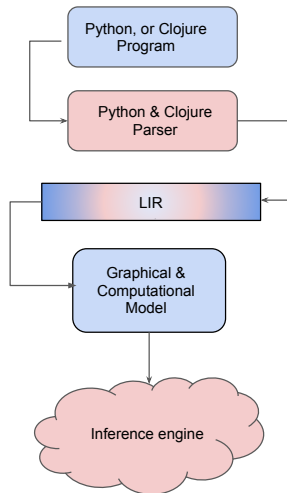 Python, or Clojure
Program
Python & Clojure
Parser
LIR
Graphical &
Computational
Model
Inference engine